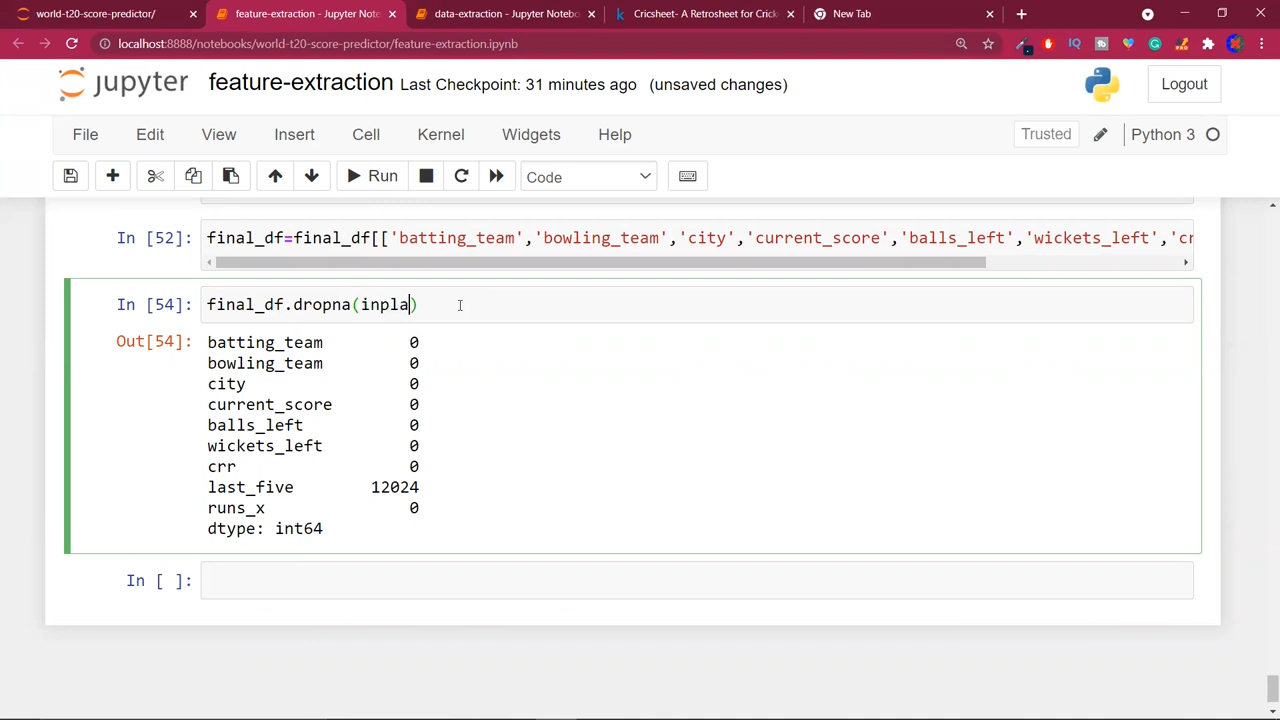 world-t20-score-predictor/
feature-extraction - Jupyter Note
data-extraction - Jupyter Notebo
Cricsheet- A Retrosheet for Crick
New Tab
localhost:8888/notebooks/world-t20-score-predictor/feature-extraction.ipynb
IQ
jupyter feature-extraction Last Checkpoint: 31 minutes ago (unsaved changes)
Logout
File Edit View Insert Cell Kernel Widgets Help
Trusted Python 3
Run Code
In [52]: final_df=final_df[['batting_team','bowling_team','city','current_score','balls_left','wickets_left','cr
In [54]: final_df.dropna(inpla)
Out[54]: batting_team 0
bowling_team 0
city 0
current_score 0
balls_left 0
wickets_left 0
crr 0
last_five 12024
runs_x 0
dtype: int64
In [ ]: